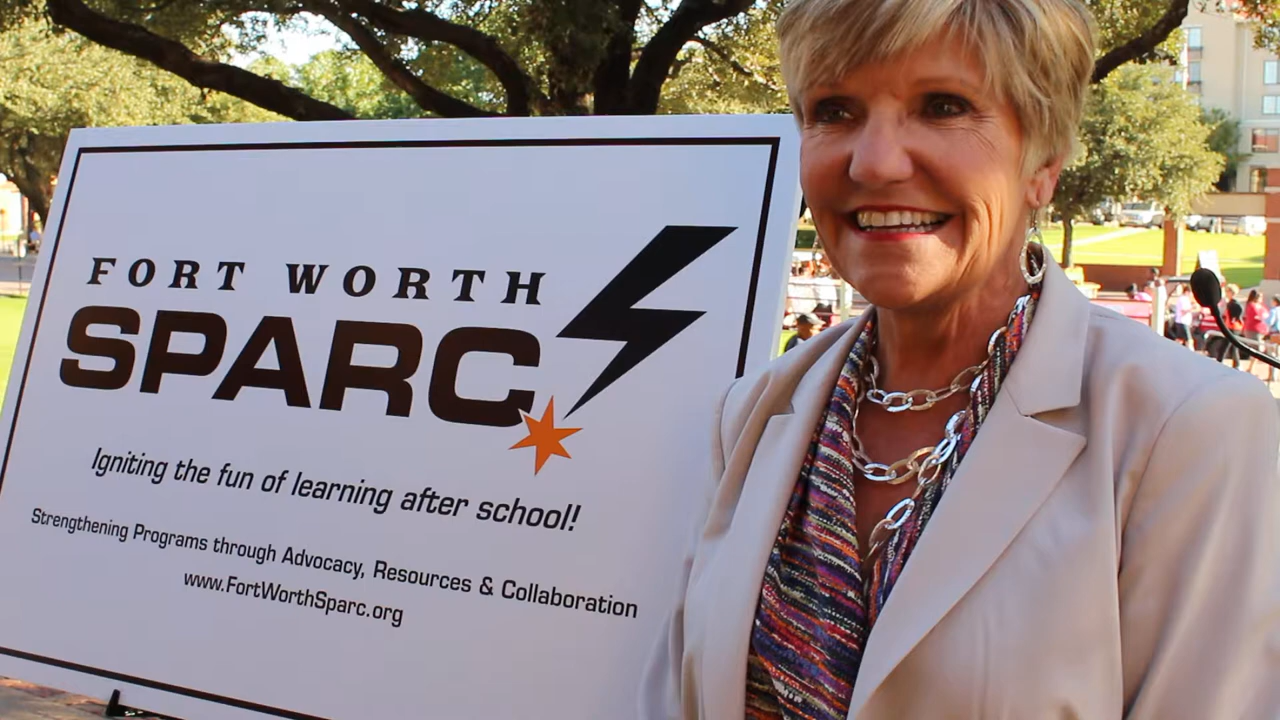 FORT WORTH
SPARC
Igniting the fun of learning after school!
Strengthening Programs through Advocacy, Resources & Collaboration
www.FortWorthSparc.org